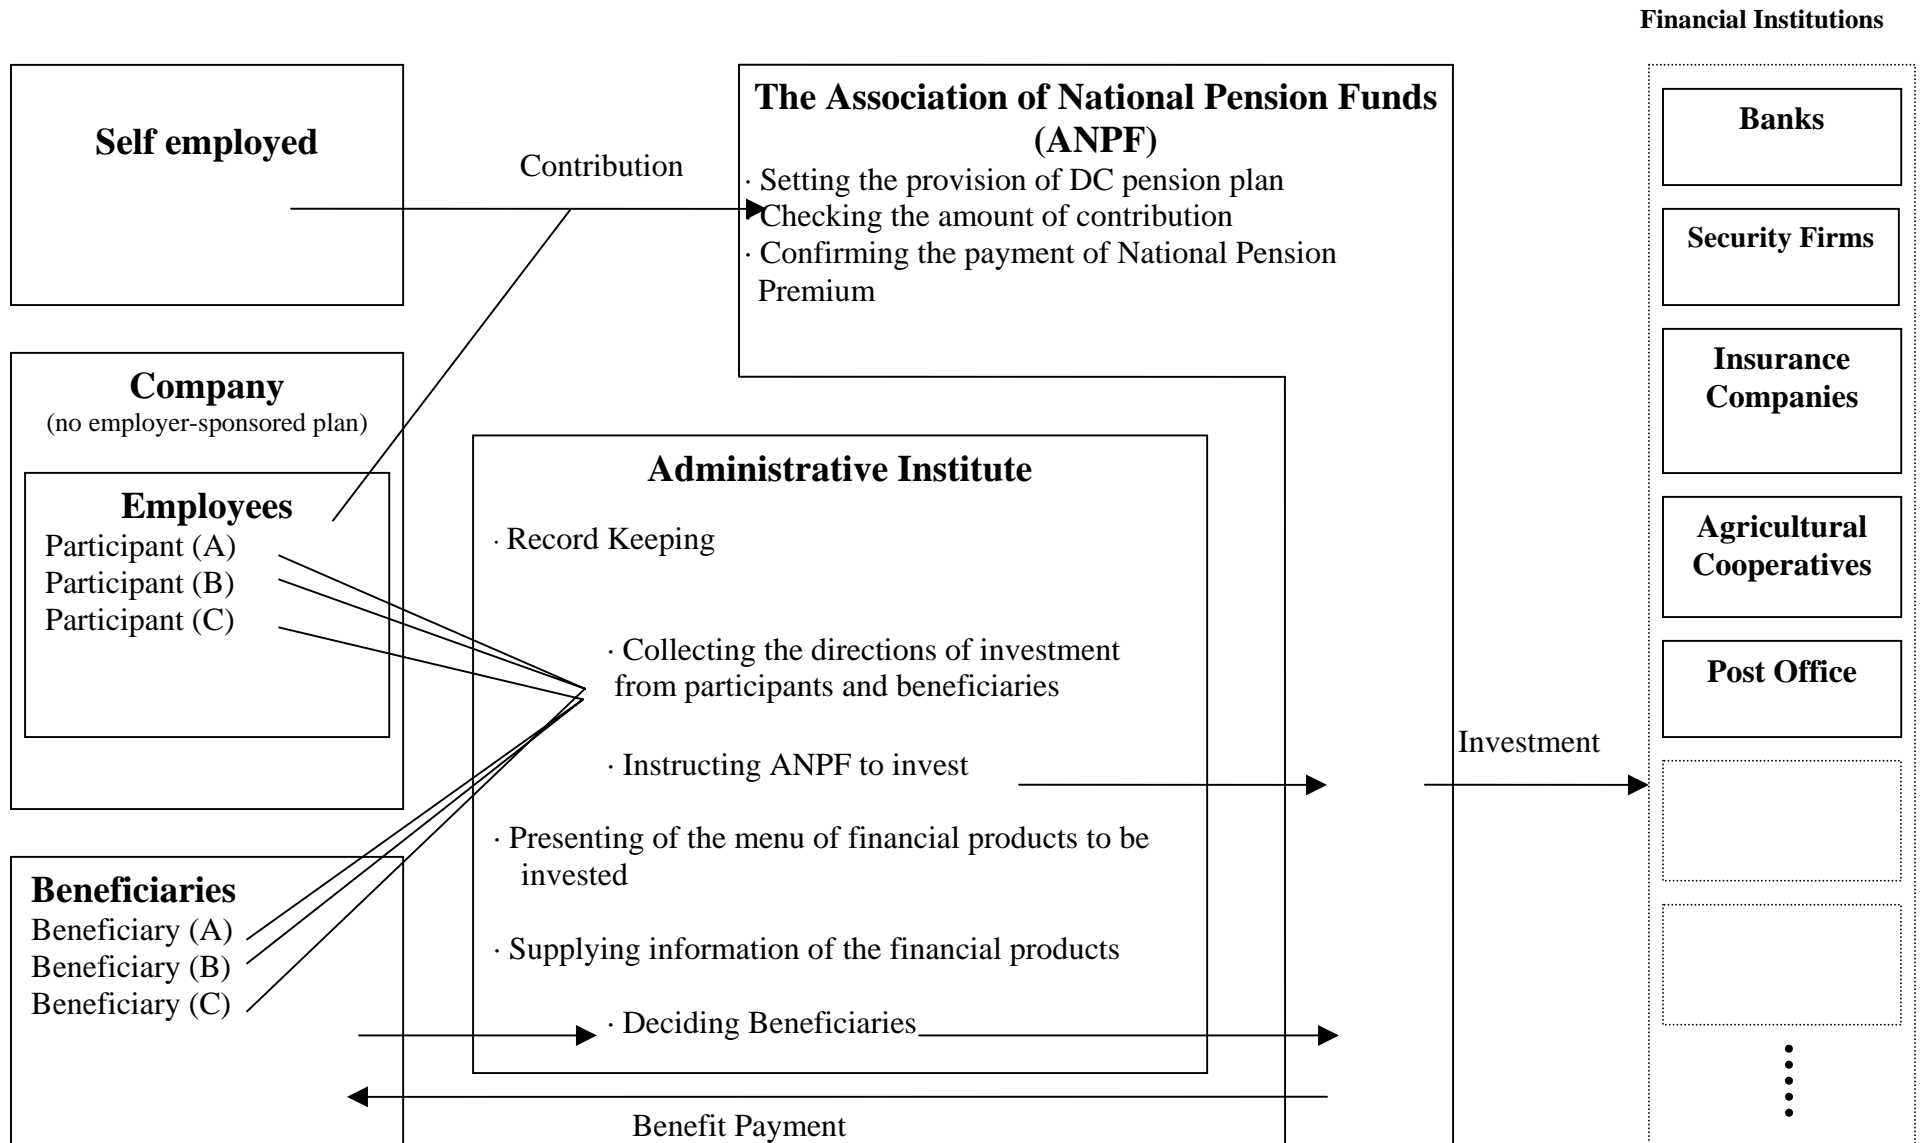 Financial Institutions
Self employed
Contribution
The Association of National Pension Funds
(ANPF)
· Setting the provision of DC pension plan
· Checking the amount of contribution
· Confirming the payment of National Pension
Premium
Banks
Security Firms
Insurance
Companies
Agricultural
Cooperatives
Post Office
Company
(no employer-sponsored plan)
Employees
Participant (A)
Participant (B)
Participant (C)
Administrative Institute
· Record Keeping
· Collecting the directions of investment
from participants and beneficiaries
· Instructing ANPF to invest
· Presenting of the menu of financial products to be
invested
· Supplying information of the financial products
· Deciding Beneficiaries
Investment
Beneficiaries
Beneficiary (A)
Beneficiary (B)
Beneficiary (C)
Benefit Payment